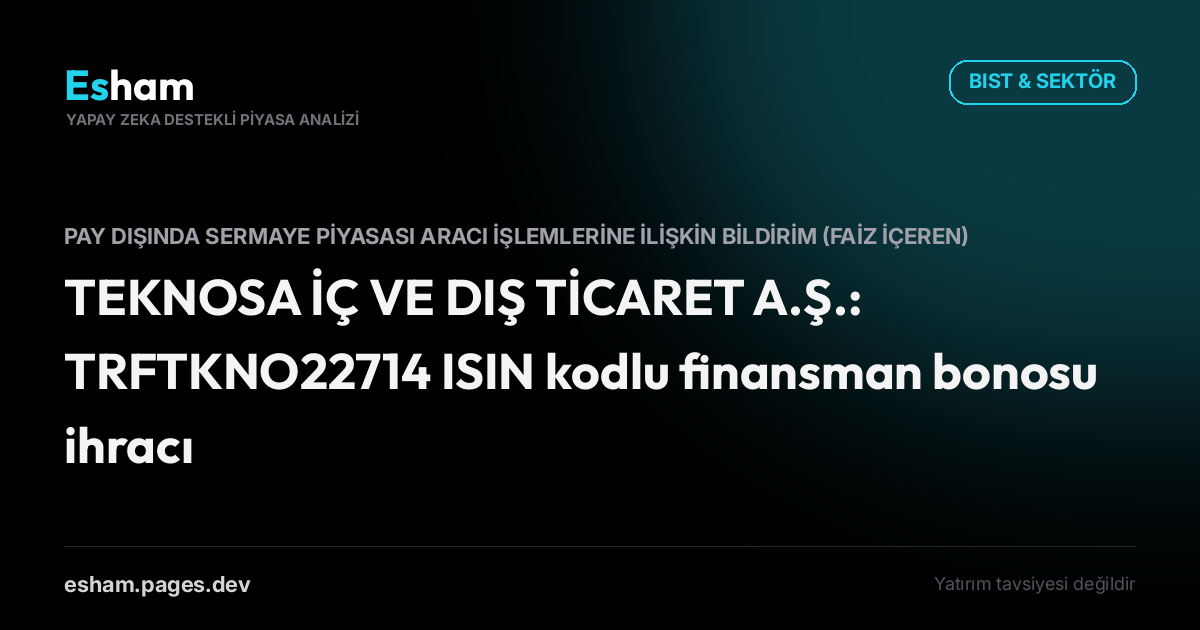 Esham
YAPAY ZEKA DESTEKLİ PİYASA ANALİZİ
BIST & SEKTÖR
PAY DIŞINDA SERMAYE PİYASASI ARACI İŞLEMLERİNE İLİŞKİN BİLDİRİM (FAİZ İÇEREN)
TEKNOSA İÇ VE DIŞ TİCARET A.Ş.:
TRFTKNO22714 ISIN kodlu finansman bonosu
ihracı
esham.pages.dev
Yatırım tavsiyesi değildir